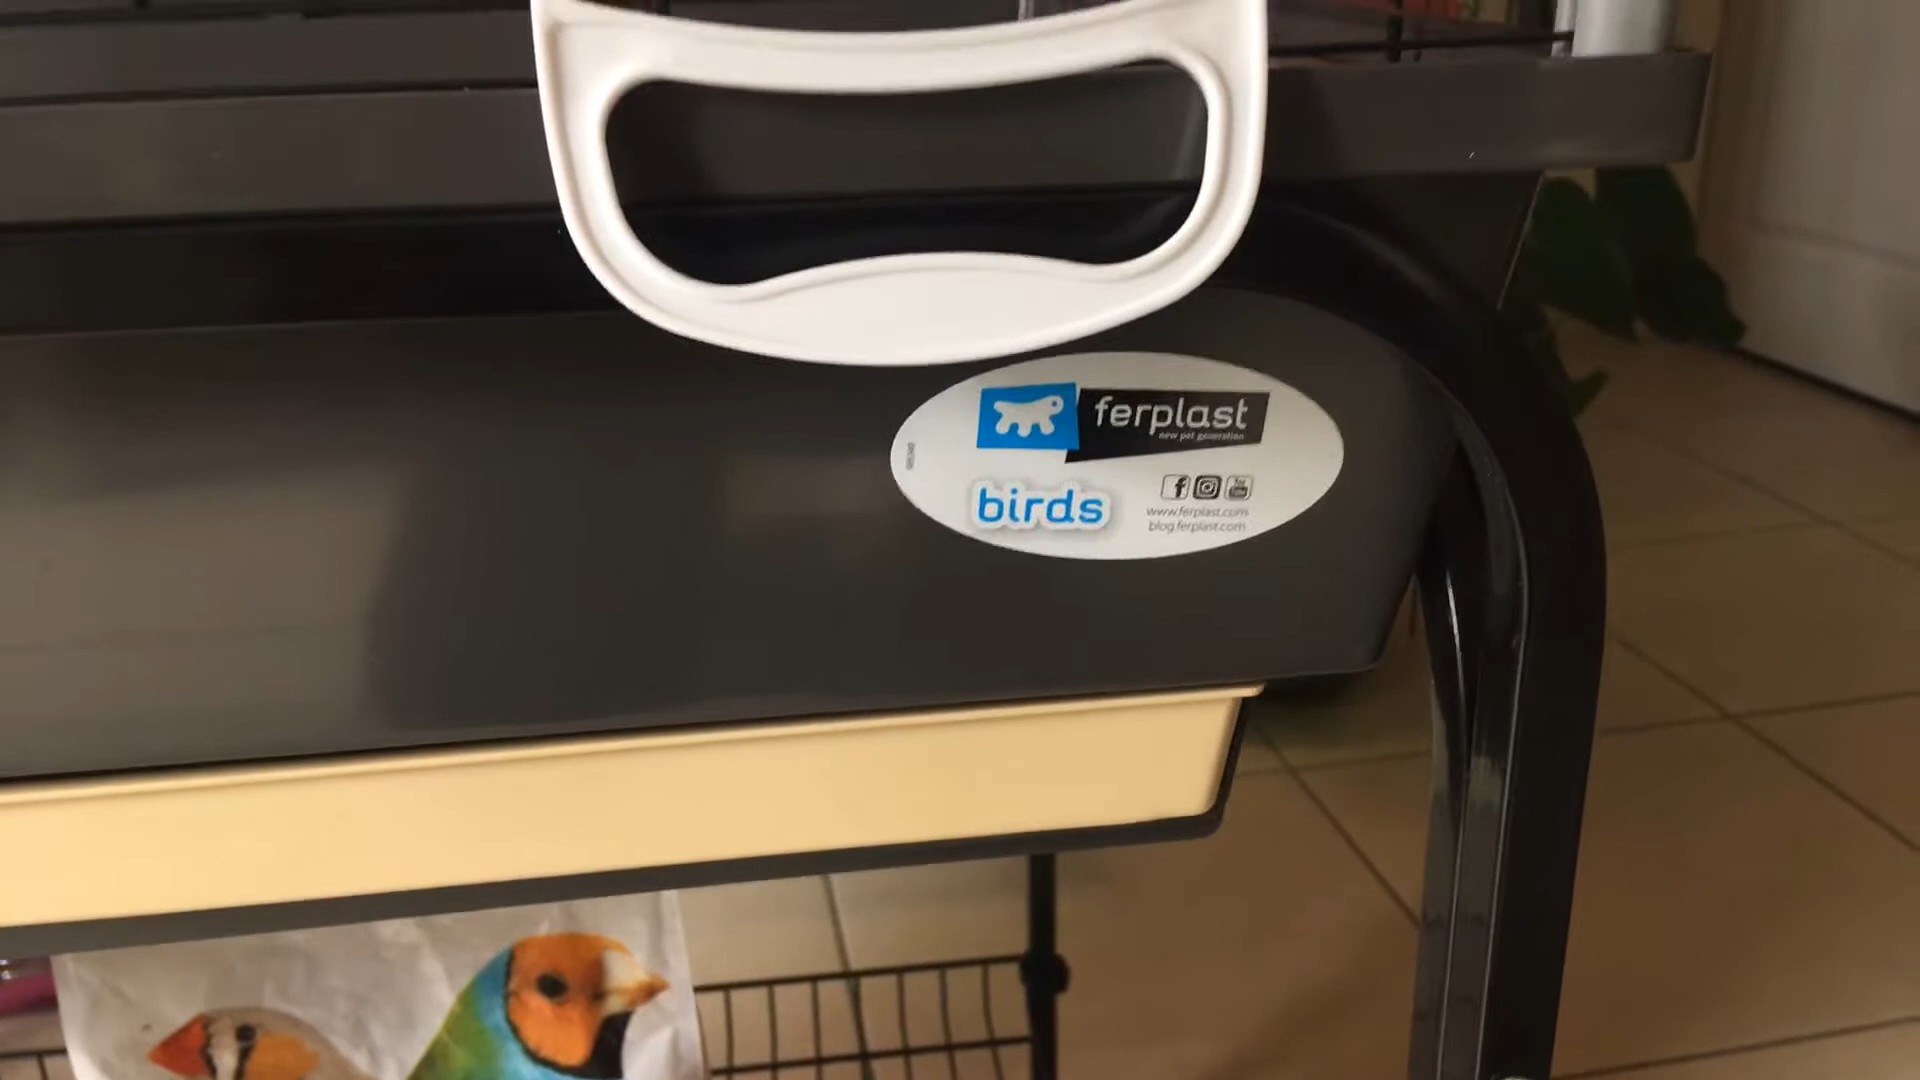 ferplast
new pet generation
birds
www.ferplast.com
blog.ferplast.com